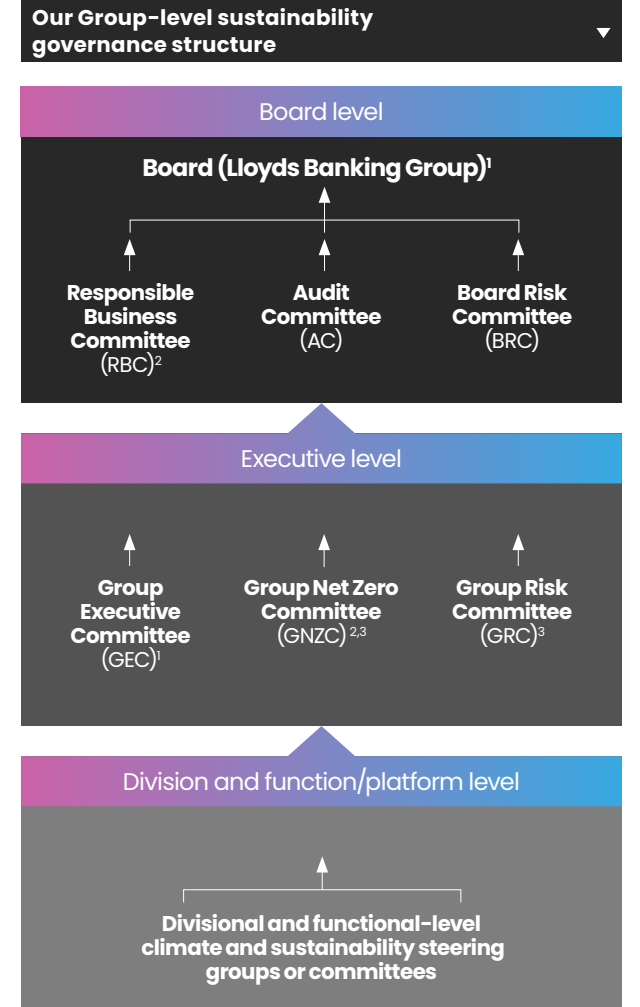 Our Group-level sustainability
governance structure
Board level
Board (Lloyds Banking Group)¹
Responsible
Business
Committee
(RBC)²
Audit
Committee
(AC)
Board Risk
Committee
(BRC)
Executive level
Group
Executive
Committee
(GEC)¹
Group Net Zero
Committee
(GNZC) ²,³
Group Risk
Committee
(GRC)³
Division and function/platform level
Divisional and functional-level
climate and sustainability steering
groups or committees